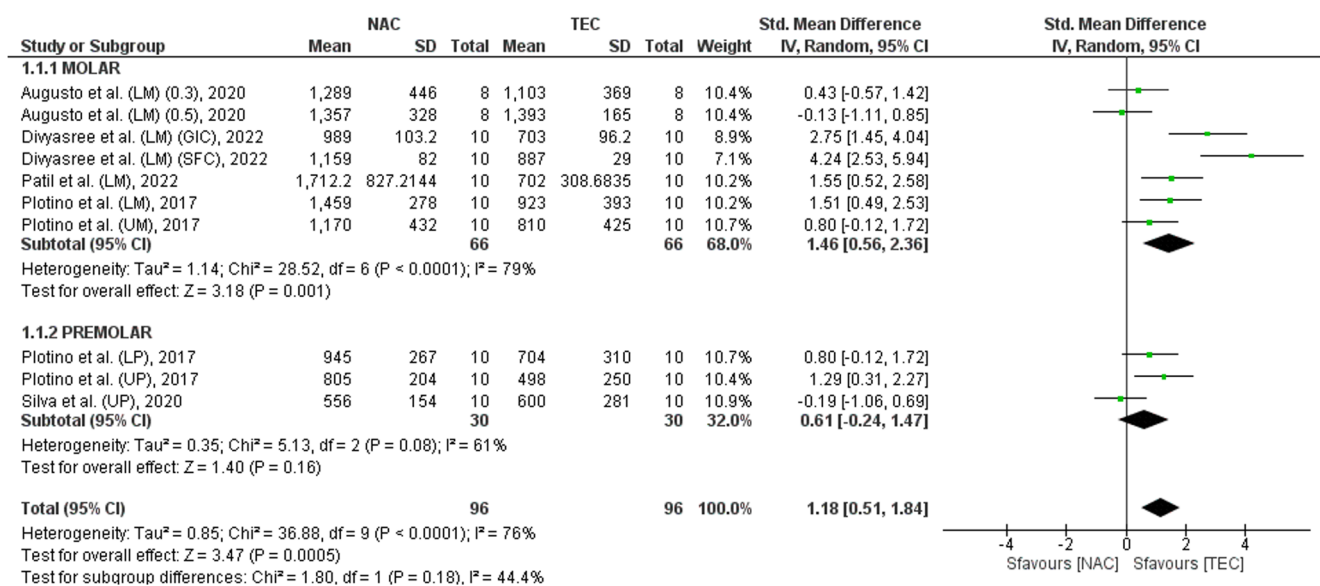 NAC TEC Std. Mean Difference Std. Mean Difference
Study or Subgroup Mean SD Total Mean SD Total Weight IV, Random, 95% CI IV, Random, 95% CI
1.1.1 MOLAR
Augusto et al. (LM) (0.3), 2020 1,289 446 8 1,103 369 8 10.4% 0.43 [-0.57, 1.42]
Augusto et al. (LM) (0.5), 2020 1,357 328 8 1,393 165 8 10.4% -0.13 [-1.11, 0.85]
Divyasree et al. (LM) (GIC), 2022 989 103.2 10 703 96.2 10 8.9% 2.75 [1.45, 4.04]
Divyasree et al. (LM) (SFC), 2022 1,159 82 10 887 29 10 7.1% 4.24 [2.53, 5.94]
Patil et al. (LM), 2022 1,712.2 827.2144 10 702 308.6835 10 10.2% 1.55 [0.52, 2.58]
Plotino et al. (LM), 2017 1,459 278 10 923 393 10 10.2% 1.51 [0.49, 2.53]
Plotino et al. (UM), 2017 1,170 432 10 810 425 10 10.7% 0.80 [-0.12, 1.72]
Subtotal (95% CI) 66 66 68.0% 1.46 [0.56, 2.36]
Heterogeneity: Tau² = 1.14; Chi² = 28.52, df = 6 (P < 0.0001); I² = 79%
Test for overall effect: Z = 3.18 (P = 0.001)
1.1.2 PREMOLAR
Plotino et al. (LP), 2017 945 267 10 704 310 10 10.7% 0.80 [-0.12, 1.72]
Plotino et al. (UP), 2017 805 204 10 498 250 10 10.4% 1.29 [0.31, 2.27]
Silva et al. (UP), 2020 556 154 10 600 281 10 10.9% -0.19 [-1.06, 0.69]
Subtotal (95% CI) 30 30 32.0% 0.61 [-0.24, 1.47]
Heterogeneity: Tau² = 0.35; Chi² = 5.13, df = 2 (P = 0.08); I² = 61%
Test for overall effect: Z = 1.40 (P = 0.16)
Total (95% CI) 96 96 100.0% 1.18 [0.51, 1.84]
Heterogeneity: Tau² = 0.85; Chi² = 36.88, df = 9 (P < 0.0001); I² = 76%
Test for overall effect: Z = 3.47 (P = 0.0005)
Test for subgroup differences: Chi² = 1.80, df = 1 (P = 0.18), I² = 44.4%
-4 -2 0 2 4
Sfavours [NAC] Sfavours [TEC]